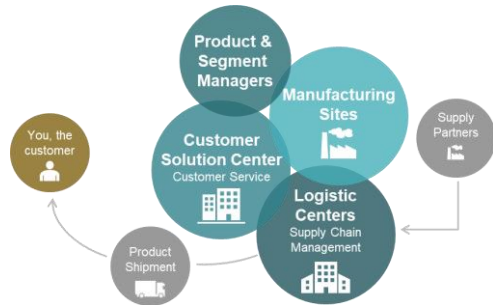 Product &
Segment
Managers
Manufacturing
Sites
You, the
customer
Customer
Solution Center
Customer Service
Supply
Partners
Logistic
Centers
Supply Chain
Management
Product
Shipment